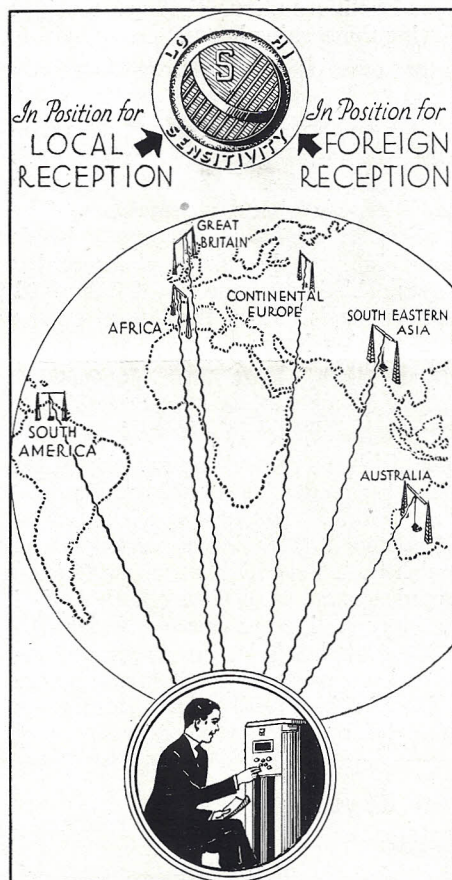 LO HI
S
SENSITIVITY
In Position for
LOCAL
RECEPTION
In Position for
FOREIGN
RECEPTION
GREAT
BRITAIN
CONTINENTAL
EUROPE
AFRICA
SOUTH EASTERN
ASIA
SOUTH
AMERICA
AUSTRALIA